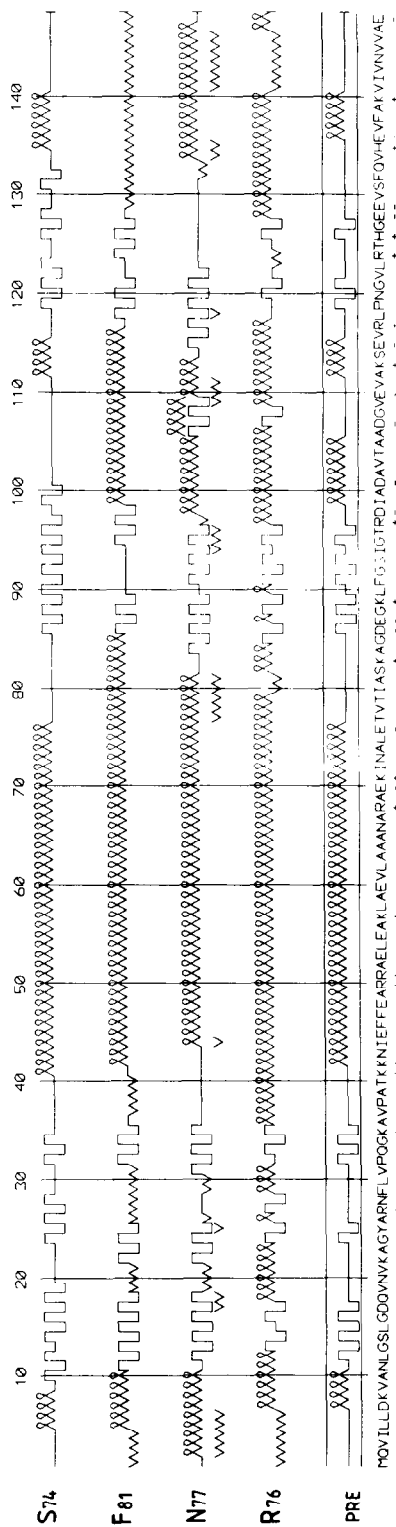 10 20 30 40 50 60 70 80 90 100 110 120 130 140
S74
F81
N77
R76
PRE
MQVILLDKVANLGSLGDQVNVKAGYARNFLVPQGKAVPATKKNIEFFEARRAELEAKLAEVLAAANARAEKINALETVTIASKAGDEGKLFGSIGTRDIADAVTAADGVEVAKSEVRLPNGVLRTHGEEVSFQVHEVFAKVIVNVVAE